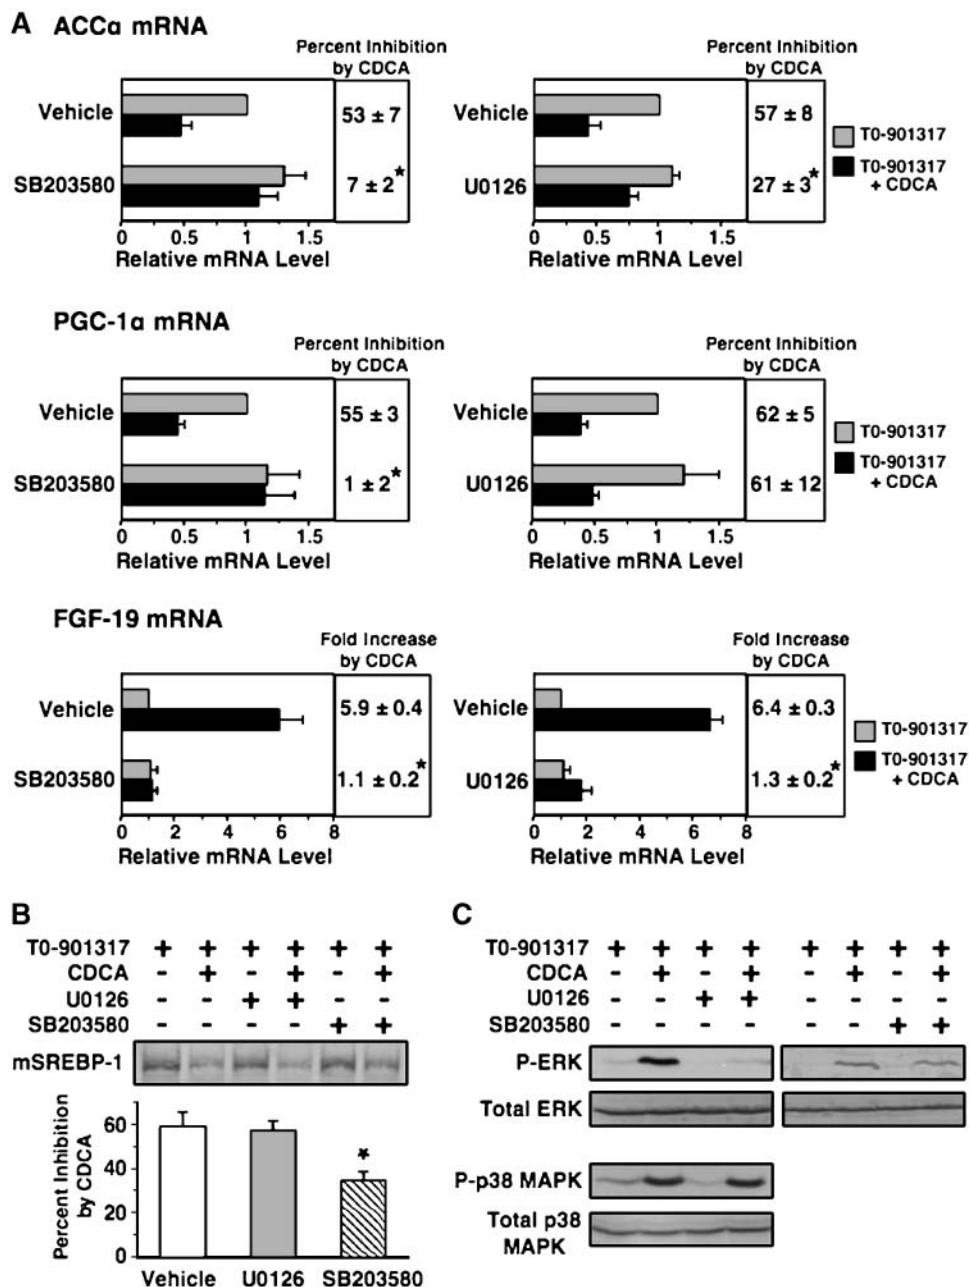 A ACCα mRNA
Percent Inhibition by CDCA
Vehicle
53 ± 7
SB203580
7 ± 2*
0 0.5 1 1.5
Relative mRNA Level
Percent Inhibition by CDCA
Vehicle
57 ± 8
U0126
27 ± 3*
0 0.5 1 1.5
Relative mRNA Level
T0-901317
T0-901317 + CDCA
PGC-1α mRNA
Percent Inhibition by CDCA
Vehicle
55 ± 3
SB203580
1 ± 2*
0 0.5 1 1.5
Relative mRNA Level
Percent Inhibition by CDCA
Vehicle
62 ± 5
U0126
61 ± 12
0 0.5 1 1.5
Relative mRNA Level
T0-901317
T0-901317 + CDCA
FGF-19 mRNA
Fold Increase by CDCA
Vehicle
5.9 ± 0.4
SB203580
1.1 ± 0.2*
0 2 4 6 8
Relative mRNA Level
Fold Increase by CDCA
Vehicle
6.4 ± 0.3
U0126
1.3 ± 0.2*
0 2 4 6 8
Relative mRNA Level
T0-901317
T0-901317 + CDCA
B
T0-901317 + + + + + +
CDCA - + - + - +
U0126 - - + + - -
SB203580 - - - - + +
mSREBP-1
Percent Inhibition by CDCA
60
40
20
0
*
Vehicle U0126 SB203580
C
T0-901317 + + + + + + + +
CDCA - + - + - + - +
U0126 - - + + - - - -
SB203580 - - - - - - + +
P-ERK
Total ERK
P-p38 MAPK
Total p38 MAPK